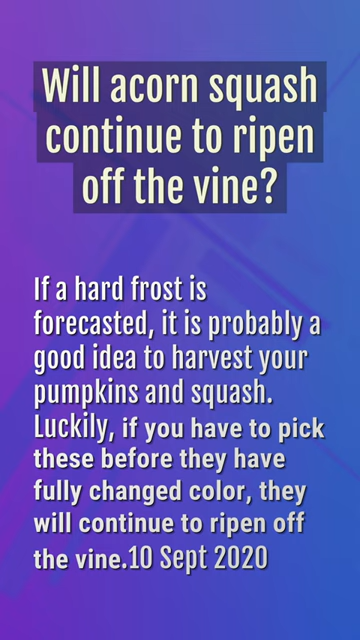 Will acorn squash
continue to ripen
off the vine?
If a hard frost is
forecasted, it is probably a
good idea to harvest your
pumpkins and squash.
Luckily, if you have to pick
these before they have
fully changed color, they
will continue to ripen off
the vine.10 Sept 2020